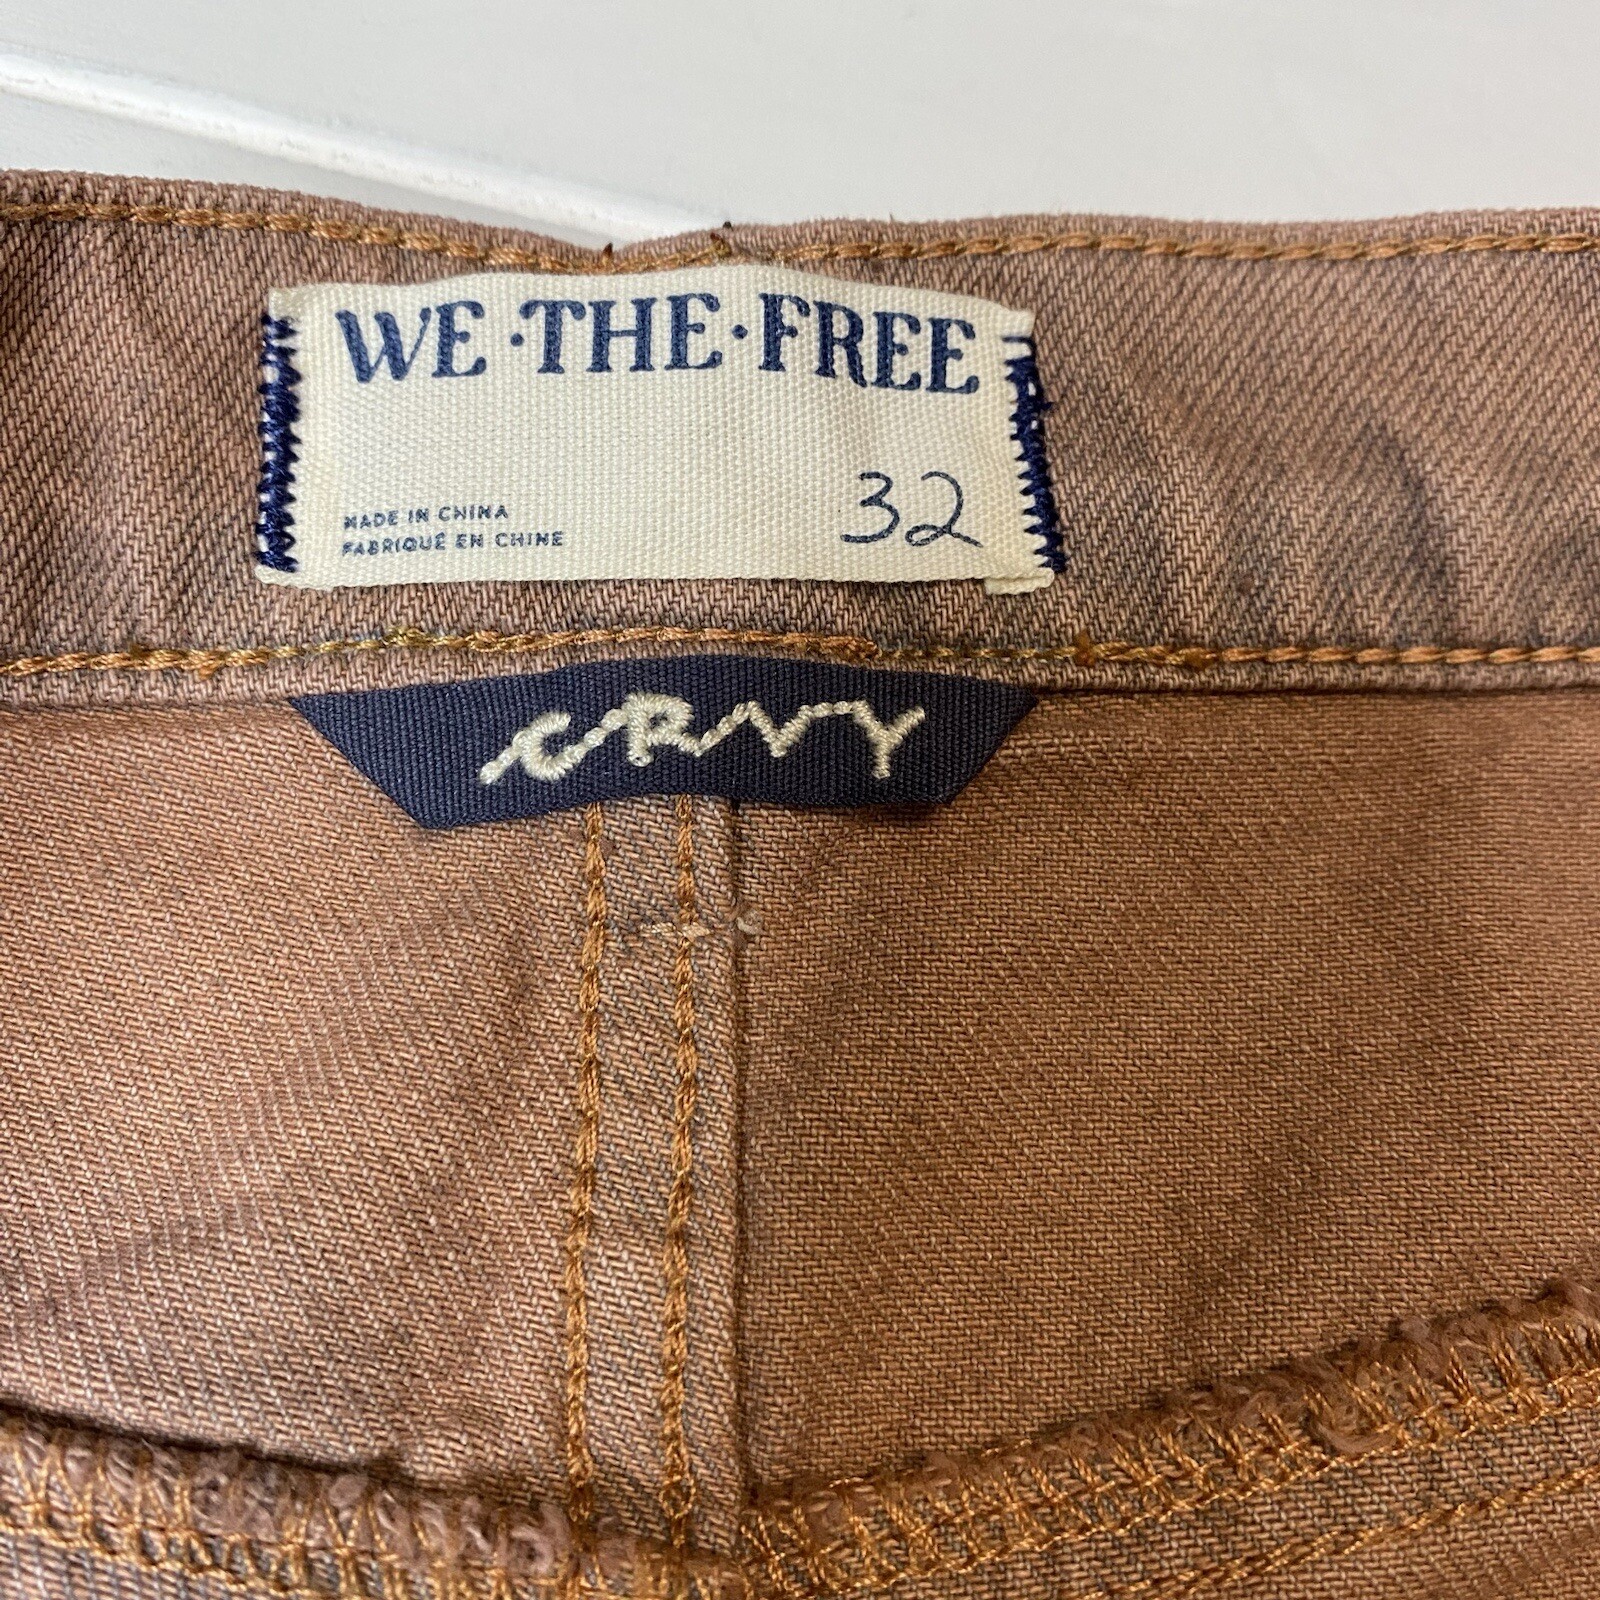 WE·THE·FREE
32
MADE IN CHINA
FABRIQUÉ EN CHINE
CRVY